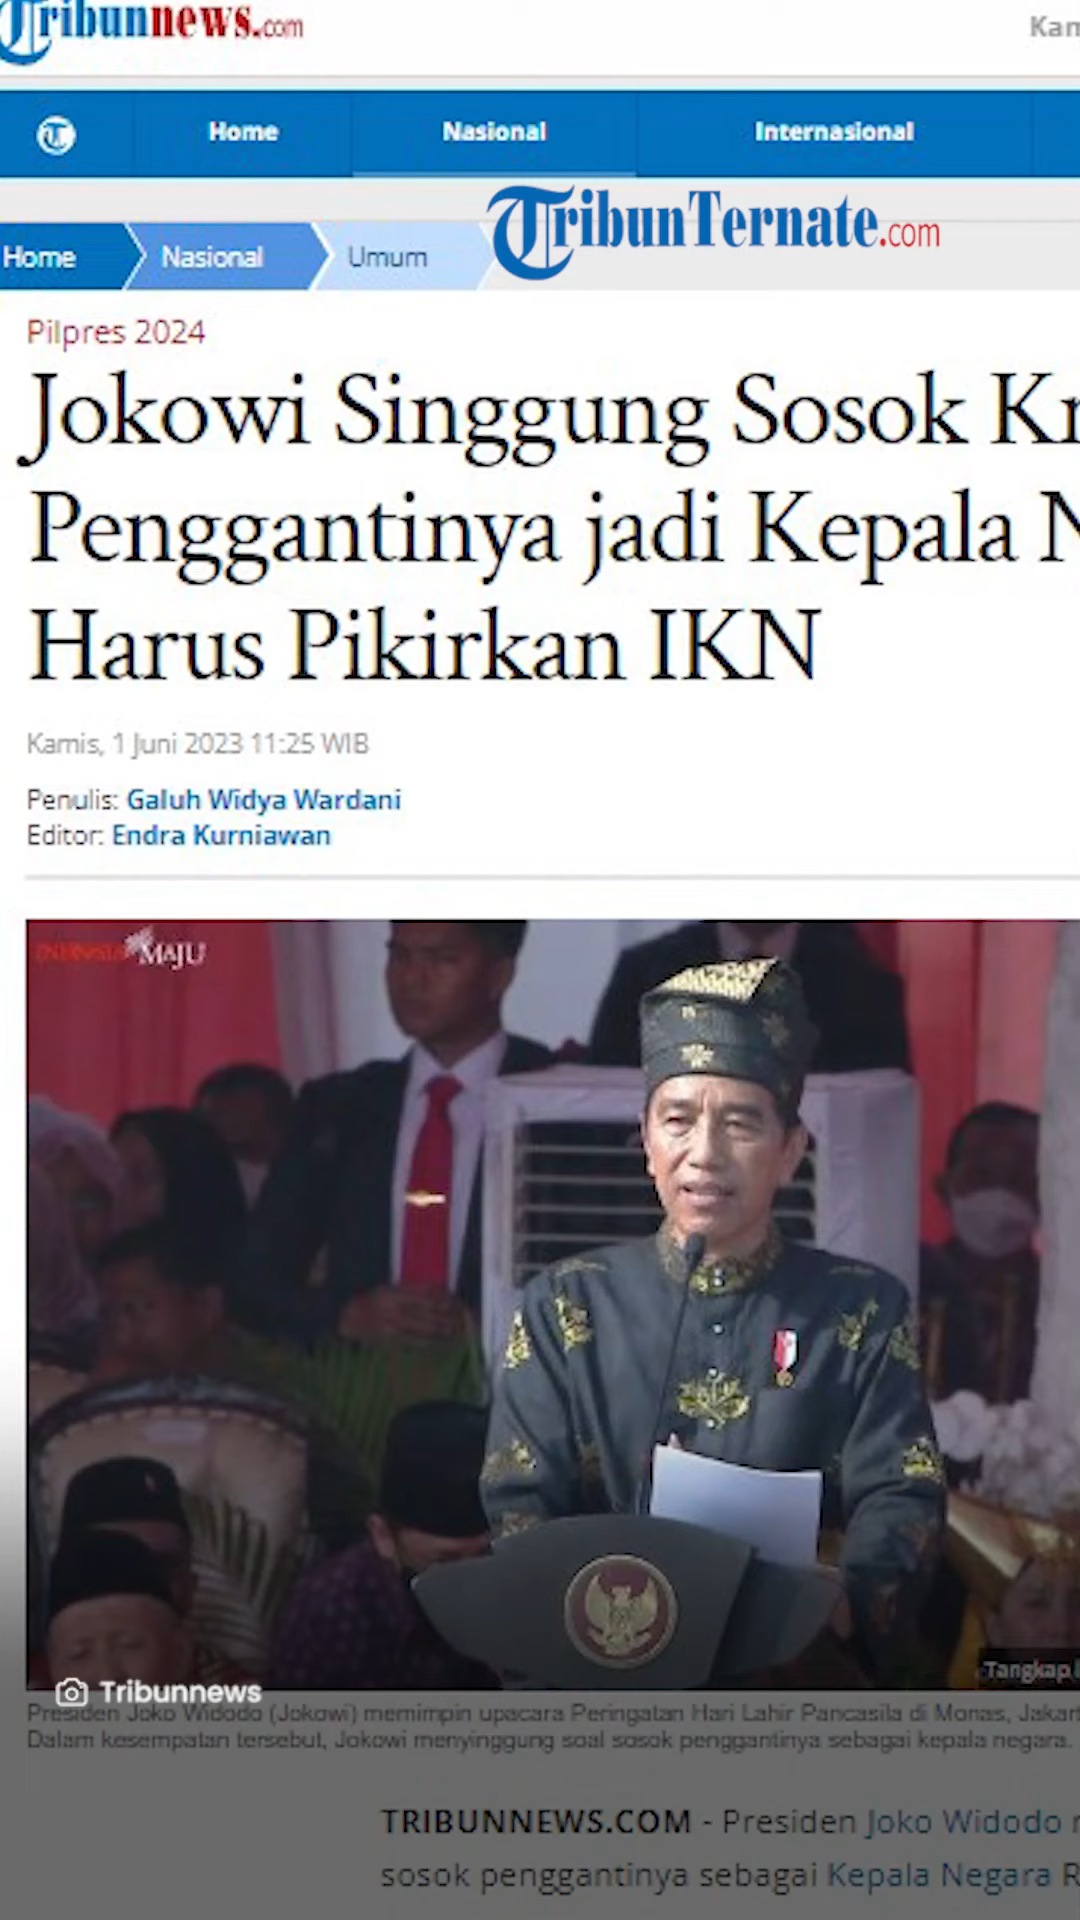 Tribunnews.com
Home Nasional Internasional
TribunTernate.com
Home Nasional Umum
Pilpres 2024
Jokowi Singgung Sosok
Penggantinya jadi Kepala
Harus Pikirkan IKN
Kamis, 1 Juni 2023 11:25 WIB
Penulis: Galuh Widya Wardani
Editor: Endra Kurniawan
INDONESIA MAJU
Tangkap
Tribunnews
Presiden Joko Widodo (Jokowi) memimpin upacara Peringatan Hari Lahir Pancasila di Monas,
Dalam kesempatan tersebut, Jokowi menyinggung soal sosok penggantinya sebagai kepala negara.
TRIBUNNEWS.COM - Presiden Joko Widodo
sosok penggantinya sebagai Kepala Negara